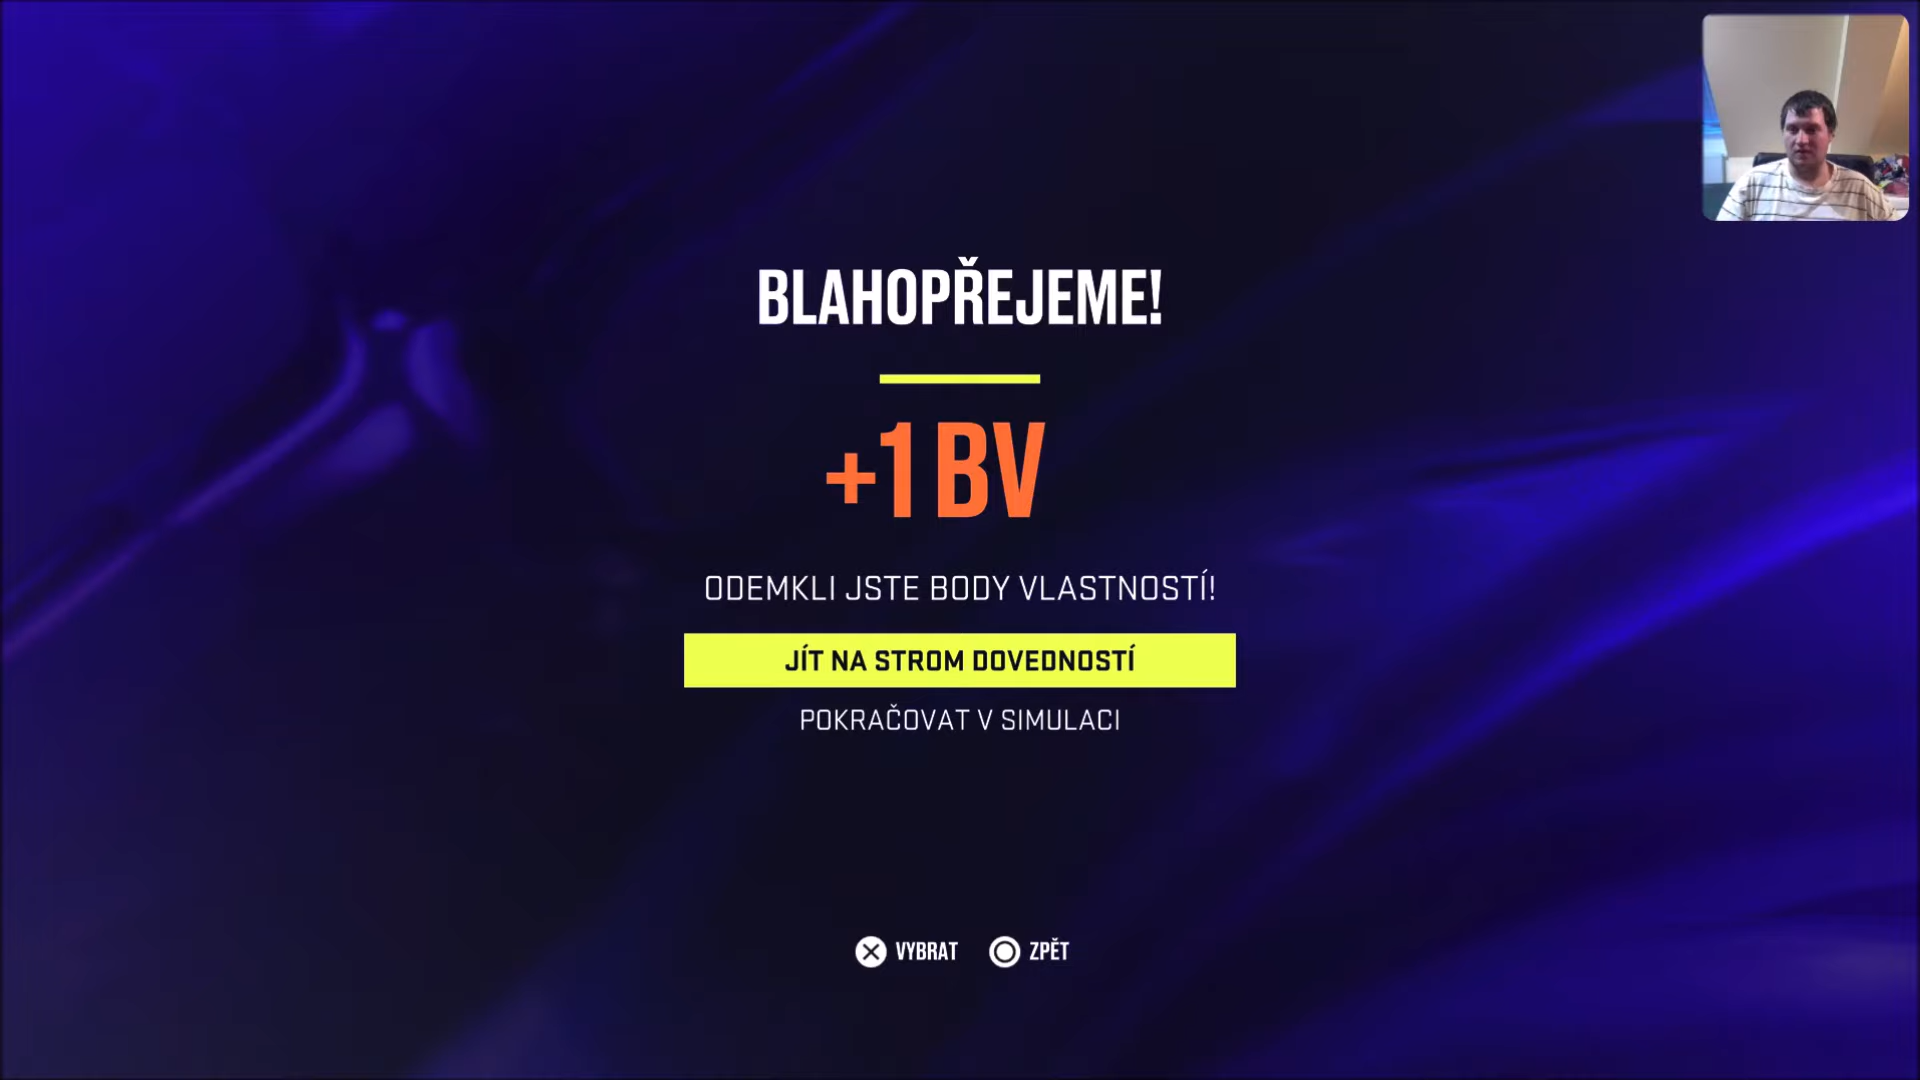 BLAHOPŘEJEME!
+1 BV
ODEMKLI JSTE BODY VLASTNOSTÍ!
JÍT NA STROM DOVEDNOSTÍ
POKRAČOVAT V SIMULACI
VYBRAT ZPĚT